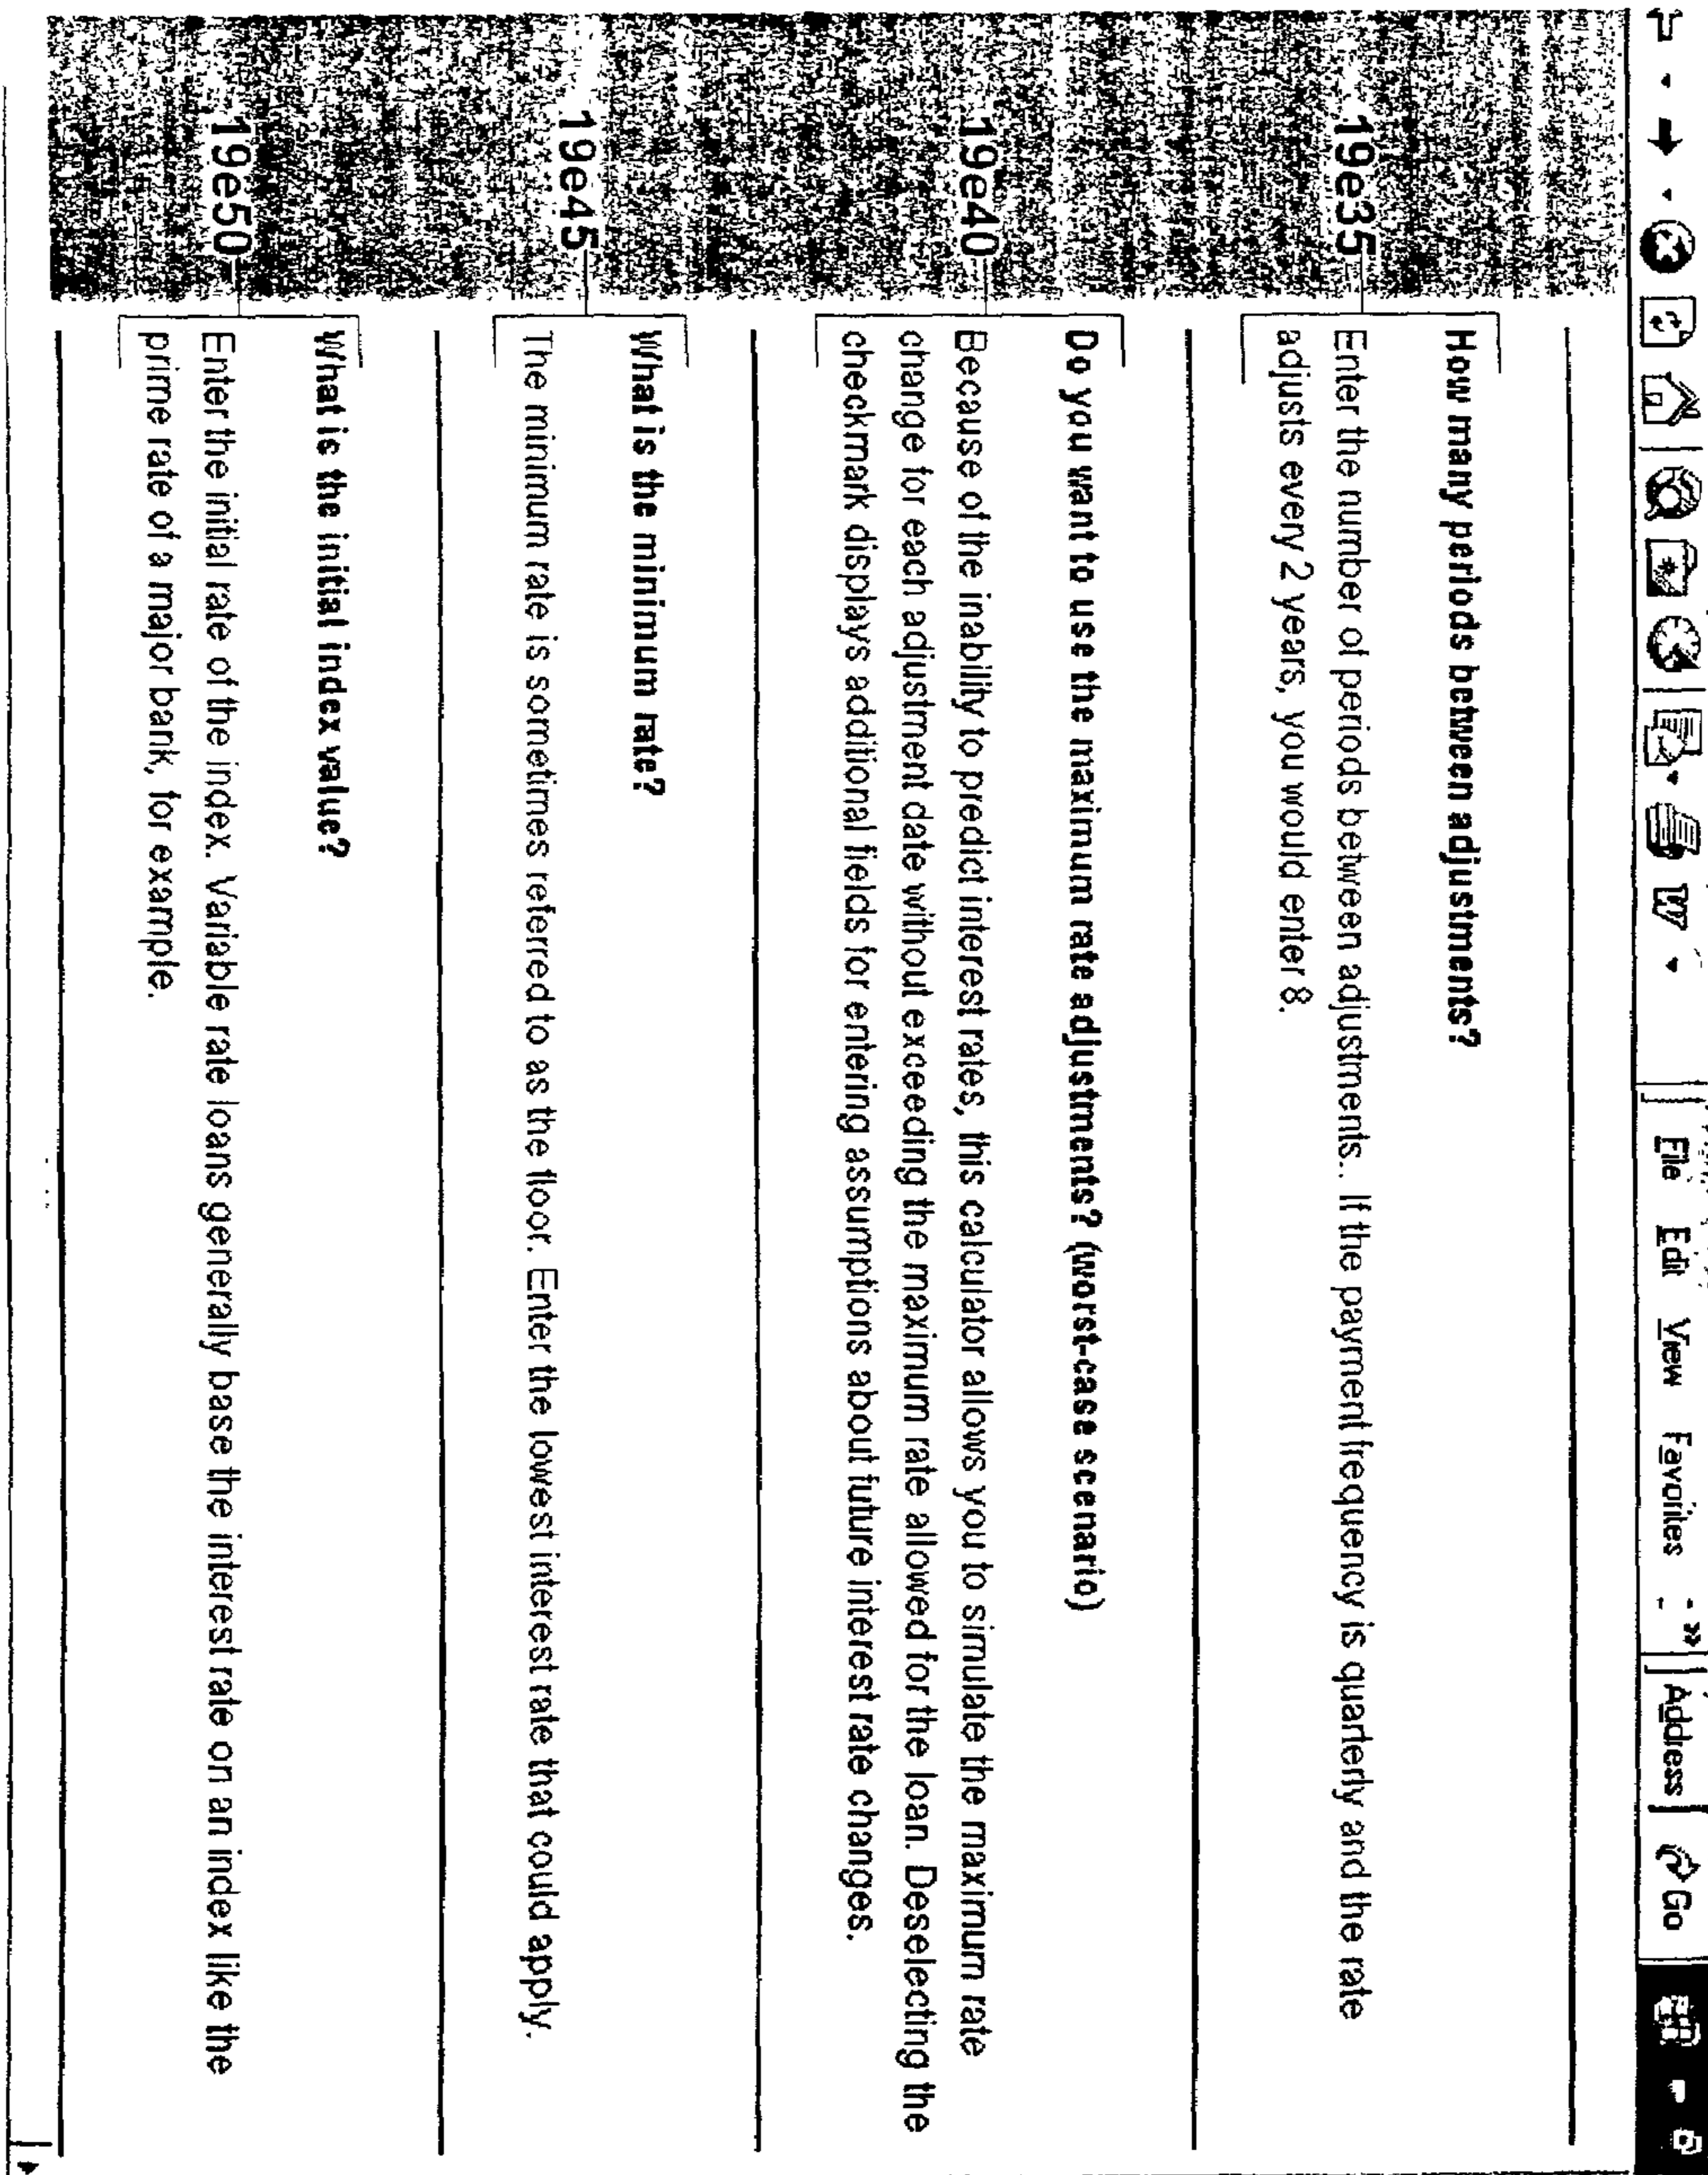 File Edit View Favorites » Address Go
How many periods between adjustments?
19e35
Enter the number of periods between adjustments.. If the payment frequency is quarterly and the rate
adjusts every 2 years, you would enter 8.
Do you want to use the maximum rate adjustments? (worst-case scenario)
19e40
Because of the inability to predict interest rates, this calculator allows you to simulate the maximum rate
change for each adjustment date without exceeding the maximum rate allowed for the loan. Deselecting the
checkmark displays additional fields for entering assumptions about future interest rate changes.
What is the minimum rate?
19e45
The minimum rate is sometimes referred to as the floor. Enter the lowest interest rate that could apply.
What is the initial index value?
19e50
Enter the initial rate of the index. Variable rate loans generally base the interest rate on an index like the
prime rate of a major bank, for example.